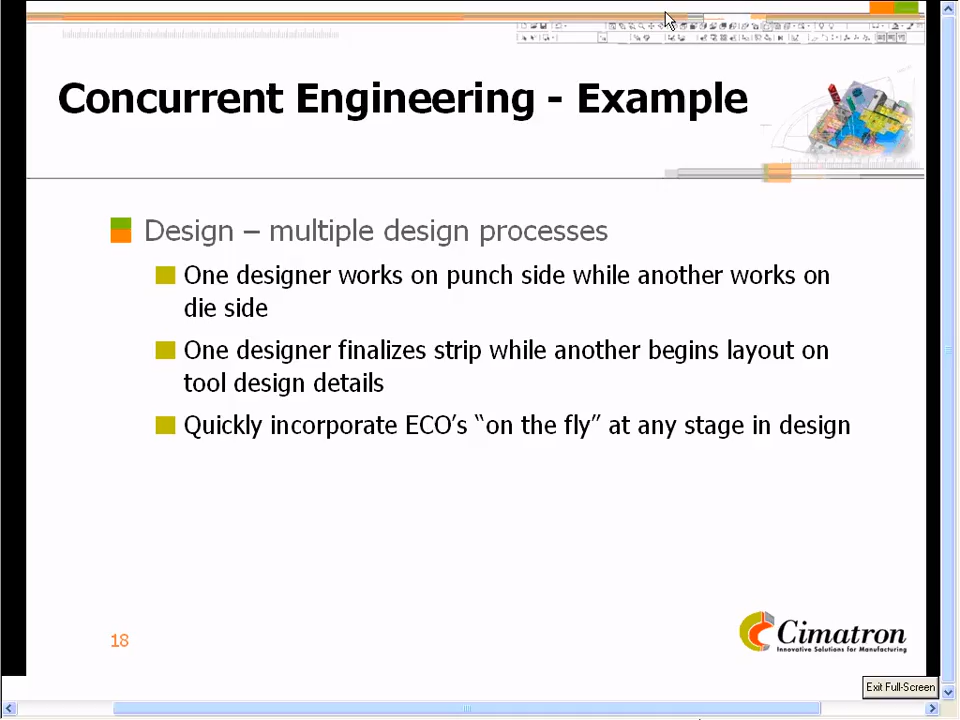 Concurrent Engineering - Example
Design – multiple design processes
One designer works on punch side while another works on
die side
One designer finalizes strip while another begins layout on
tool design details
Quickly incorporate ECO’s “on the fly” at any stage in design
18
Cimatron
Innovative Solutions for Manufacturing
Exit Full-Screen